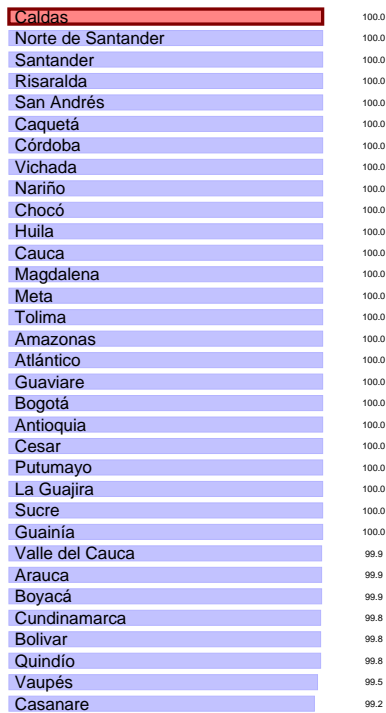 Caldas 100.0
Norte de Santander 100.0
Santander 100.0
Risaralda 100.0
San Andrés 100.0
Caquetá 100.0
Córdoba 100.0
Vichada 100.0
Nariño 100.0
Chocó 100.0
Huila 100.0
Cauca 100.0
Magdalena 100.0
Meta 100.0
Tolima 100.0
Amazonas 100.0
Atlántico 100.0
Guaviare 100.0
Bogotá 100.0
Antioquia 100.0
Cesar 100.0
Putumayo 100.0
La Guajira 100.0
Sucre 100.0
Guainía 100.0
Valle del Cauca 99.9
Arauca 99.9
Boyacá 99.9
Cundinamarca 99.8
Bolivar 99.8
Quindío 99.8
Vaupés 99.5
Casanare 99.2